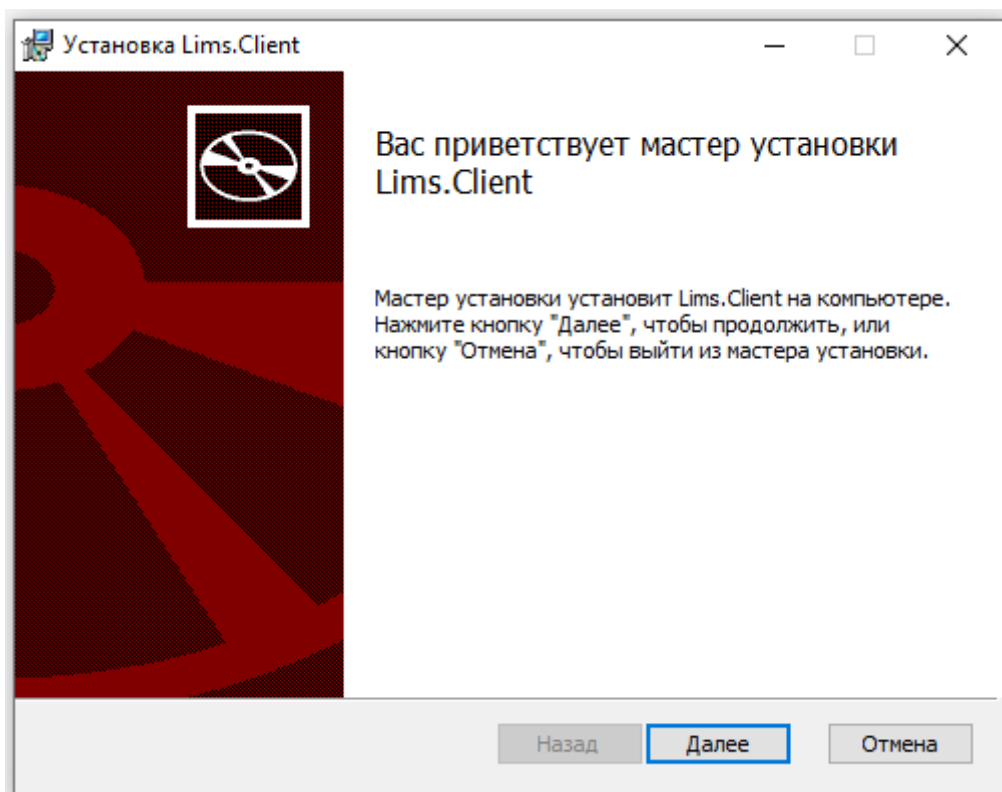 Установка Lims.Client
Вас приветствует мастер установки
Lims.Client
Мастер установки установит Lims.Client на компьютере.
Нажмите кнопку "Далее", чтобы продолжить, или
кнопку "Отмена", чтобы выйти из мастера установки.
Назад Далее Отмена